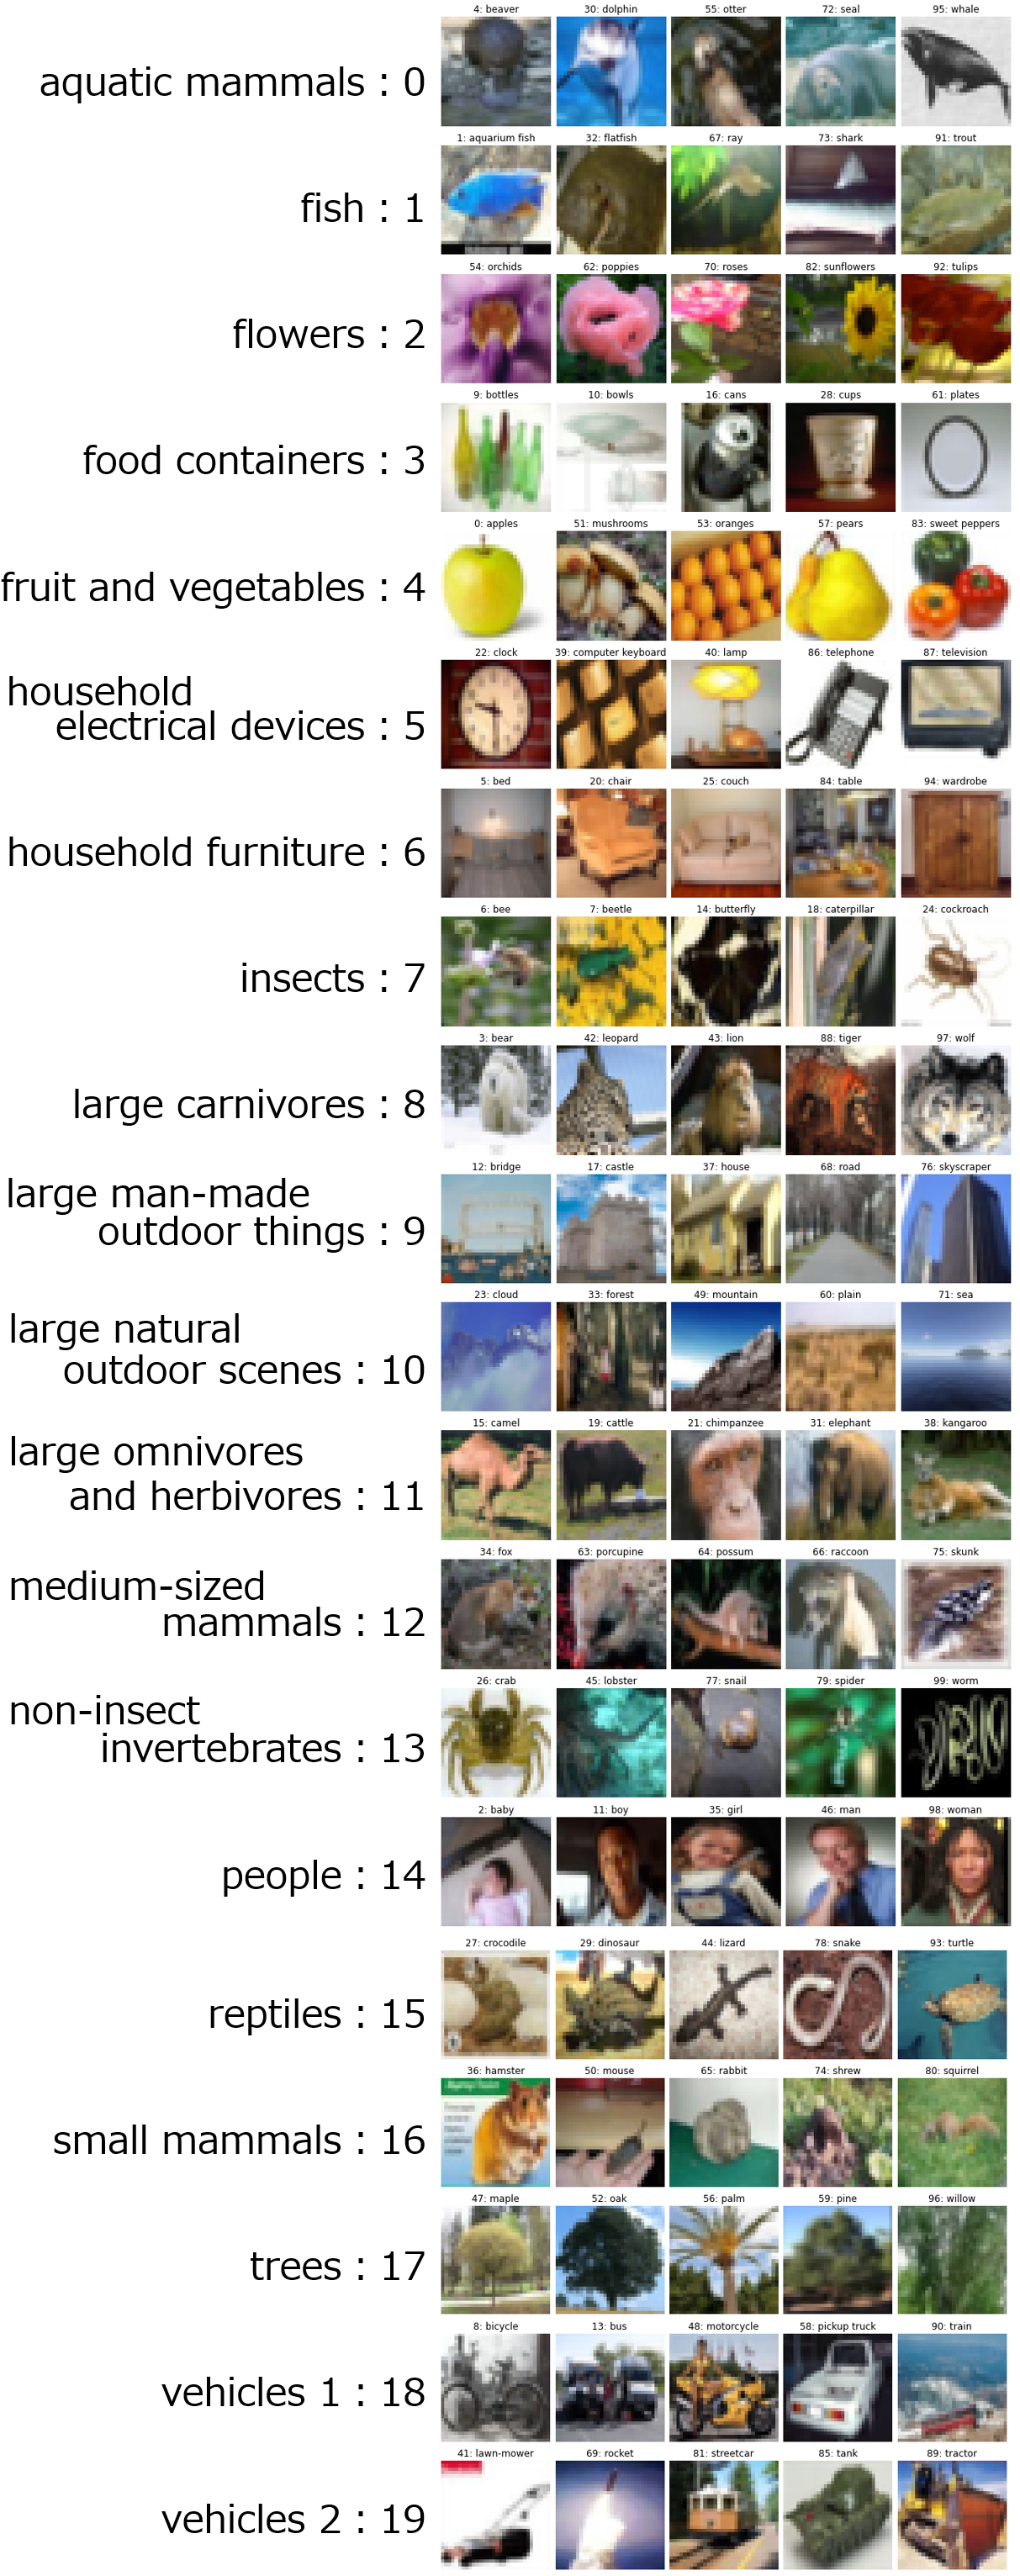 4: beaver 30: dolphin 55: otter 72: seal 95: whale
aquatic mammals : 0
1: aquarium fish 32: flatfish 67: ray 73: shark 91: trout
fish : 1
54: orchids 62: poppies 70: roses 82: sunflowers 92: tulips
flowers : 2
9: bottles 10: bowls 16: cans 28: cups 61: plates
food containers : 3
0: apples 51: mushrooms 53: oranges 57: pears 83: sweet peppers
fruit and vegetables : 4
22: clock 39: computer keyboard 40: lamp 86: telephone 87: television
household
electrical devices : 5
5: bed 20: chair 25: couch 84: table 94: wardrobe
household furniture : 6
6: bee 7: beetle 14: butterfly 18: caterpillar 24: cockroach
insects : 7
3: bear 42: leopard 43: lion 88: tiger 97: wolf
large carnivores : 8
12: bridge 17: castle 37: house 68: road 76: skyscraper
large man-made
outdoor things : 9
23: cloud 33: forest 49: mountain 60: plain 71: sea
large natural
outdoor scenes : 10
15: camel 19: cattle 21: chimpanzee 31: elephant 38: kangaroo
large omnivores
and herbivores : 11
34: fox 63: porcupine 64: possum 66: raccoon 75: skunk
medium-sized
mammals : 12
26: crab 45: lobster 77: snail 79: spider 99: worm
non-insect
invertebrates : 13
2: baby 11: boy 35: girl 46: man 98: woman
people : 14
27: crocodile 29: dinosaur 44: lizard 78: snake 93: turtle
reptiles : 15
36: hamster 50: mouse 65: rabbit 74: shrew 80: squirrel
small mammals : 16
47: maple 52: oak 56: palm 59: pine 96: willow
trees : 17
8: bicycle 13: bus 48: motorcycle 58: pickup truck 90: train
vehicles 1 : 18
41: lawn-mower 69: rocket 81: streetcar 85: tank 89: tractor
vehicles 2 : 19